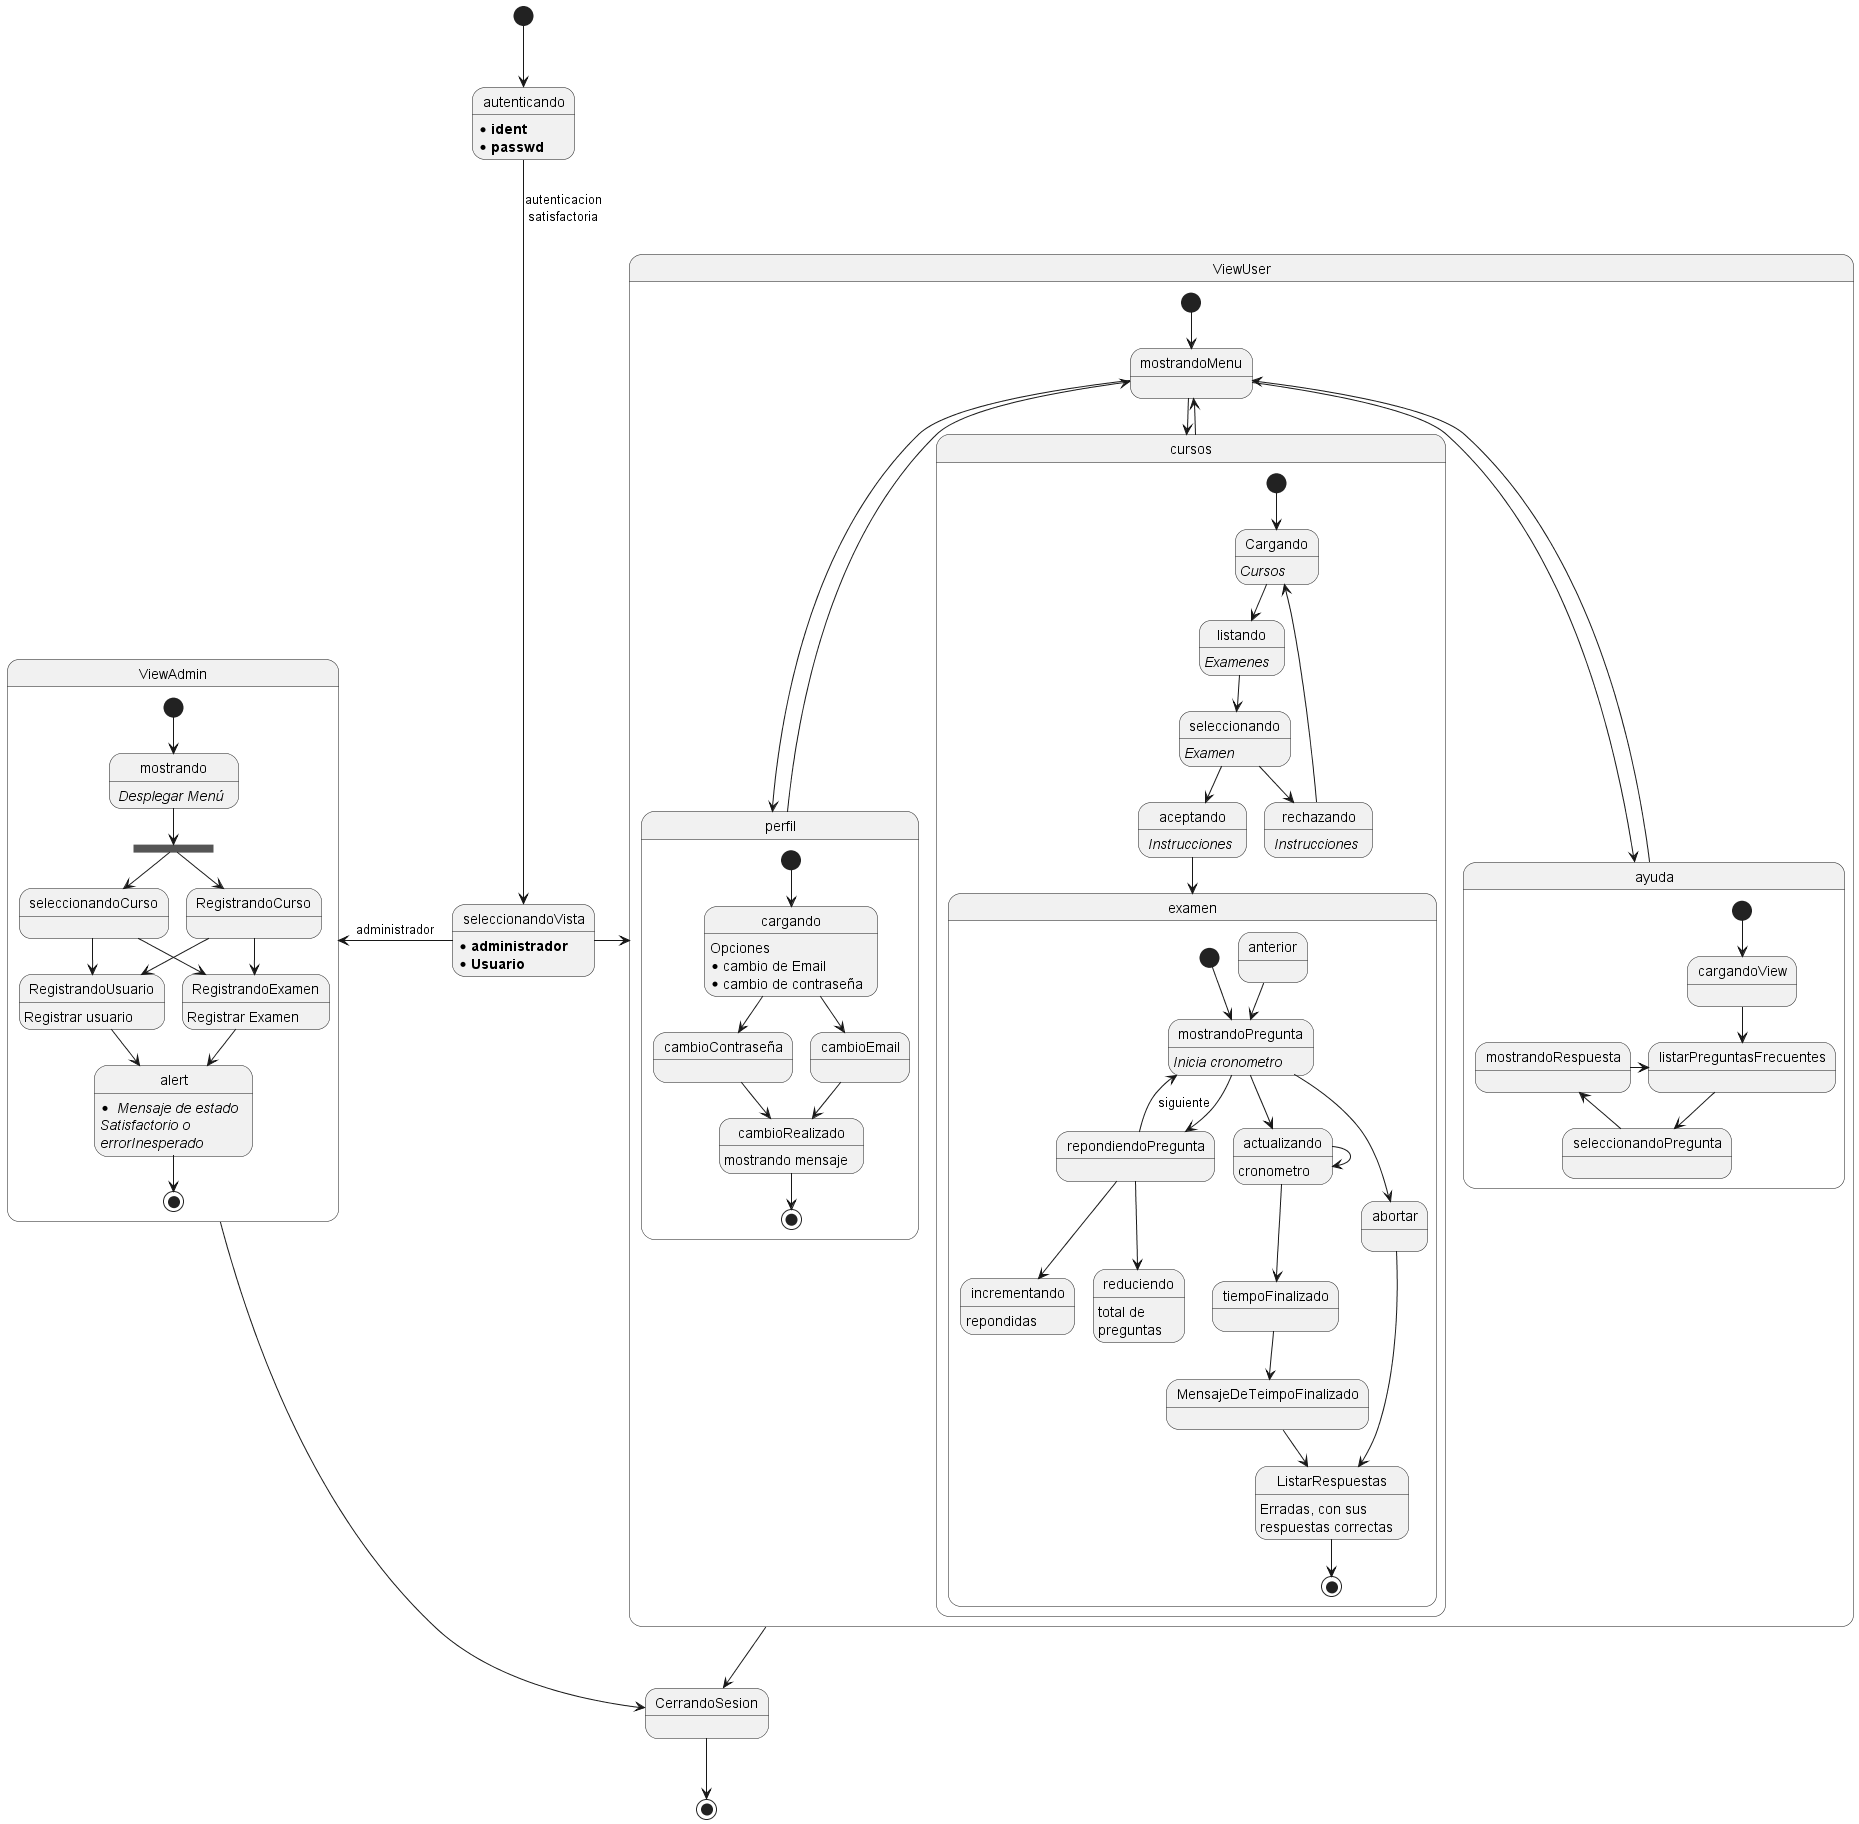 autenticando
• ident
• passwd
autenticacion
satisfactoria
ViewUser
mostrandoMenu
cursos
Cargando
Cursos
listando
Examenes
seleccionando
Examen
aceptando
Instrucciones
rechazando
Instrucciones
examen
anterior
mostrandoPregunta
Inicia cronometro
siguiente
repondiendoPregunta
actualizando
cronometro
abortar
incrementando
repondidas
reduciendo
total de
preguntas
tiempoFinalizado
MensajeDeTeimpoFinalizado
ListarRespuestas
Erradas, con sus
respuestas correctas
perfil
cargando
Opciones
• cambio de Email
• cambio de contraseña
cambioContraseña
cambioEmail
cambioRealizado
mostrando mensaje
ayuda
cargandoView
mostrandoRespuesta
listarPreguntasFrecuentes
seleccionandoPregunta
ViewAdmin
mostrando
Desplegar Menú
seleccionandoCurso
RegistrandoCurso
RegistrandoUsuario
Registrar usuario
RegistrandoExamen
Registrar Examen
alert
• Mensaje de estado
Satisfactorio o
errorInesperado
administrador
seleccionandoVista
• administrador
• Usuario
CerrandoSesion